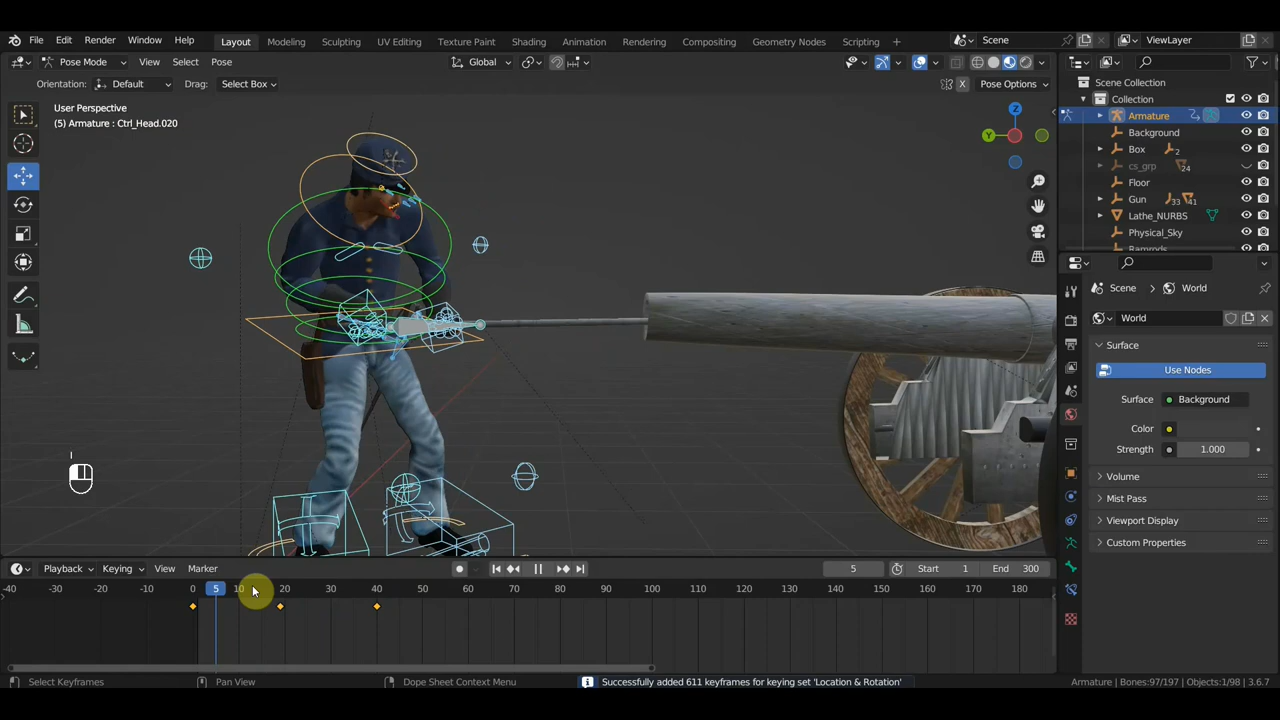 File Edit Render Window Help Layout Modeling Sculpting UV Editing Texture Paint Shading Animation Rendering Compositing Geometry Nodes Scripting + Scene ViewLayer
Pose Mode View Select Pose Global
Orientation: Default Drag: Select Box X Pose Options
User Perspective
(5) Armature : Ctrl_Head.020
Z
Y
Scene Collection
Collection
Armature
Background
Box 2
cs_grp 24
Floor
Gun 33 41
Lathe_NURBS
Physical_Sky
Ramrods
Scene > World
World
Surface
Use Nodes
Surface Background
Color
Strength 1.000
Volume
Mist Pass
Viewport Display
Custom Properties
I
Playback Keying View Marker 5 Start 1 End 300
-40 -30 -20 -10 0 5 10 20 30 40 50 60 70 80 90 100 110 120 130 140 150 160 170 180
Select Keyframes Pan View Dope Sheet Context Menu Successfully added 611 keyframes for keying set 'Location & Rotation' Armature | Bones:97/197 | Objects:1/98 | 3.6.7